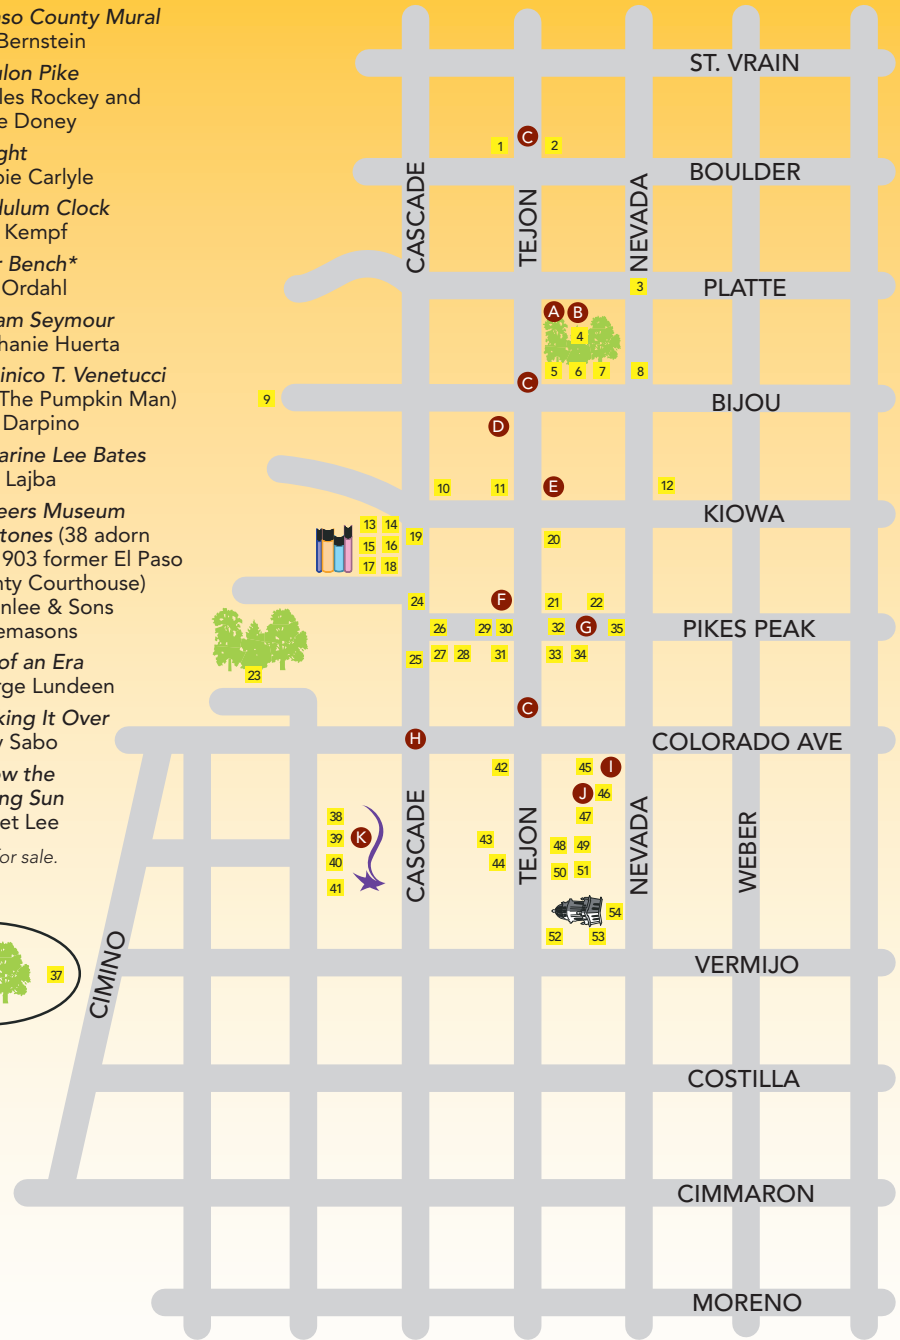 so County Mural
Bernstein
ulon Pike
les Rockey and
e Doney
ght
bie Carlyle
dulum Clock
Kempf
r Bench*
Ordahl
am Seymour
hanie Huerta
inico T. Venetucci
(The Pumpkin Man)
Darpino
arine Lee Bates
Lajba
eers Museum
tones (38 adorn
1903 former El Paso
nty Courthouse)
nlee & Sons
emasons
of an Era
rge Lundeen
king It Over
y Sabo
ow the
ng Sun
et Lee
for sale.
37
CIMINO
ST. VRAIN
1 C 2
BOULDER
CASCADE
TEJON
NEVADA
3
PLATTE
A B
4
5 6 7 8
C
9
BIJOU
D
10 11 E 12
KIOWA
13 14
15 16
17 18
19
20
24 F 21 22
26 29 30 32 G 35
PIKES PEAK
25 27 28 31 33 34
23
C
H
COLORADO AVE
42 45 I
J 46
47
38
39 K
40
41
43
44
48 49
50 51
CASCADE
TEJON
NEVADA
WEBER
54
52 53
VERMIJO
COSTILLA
CIMMARON
MORENO